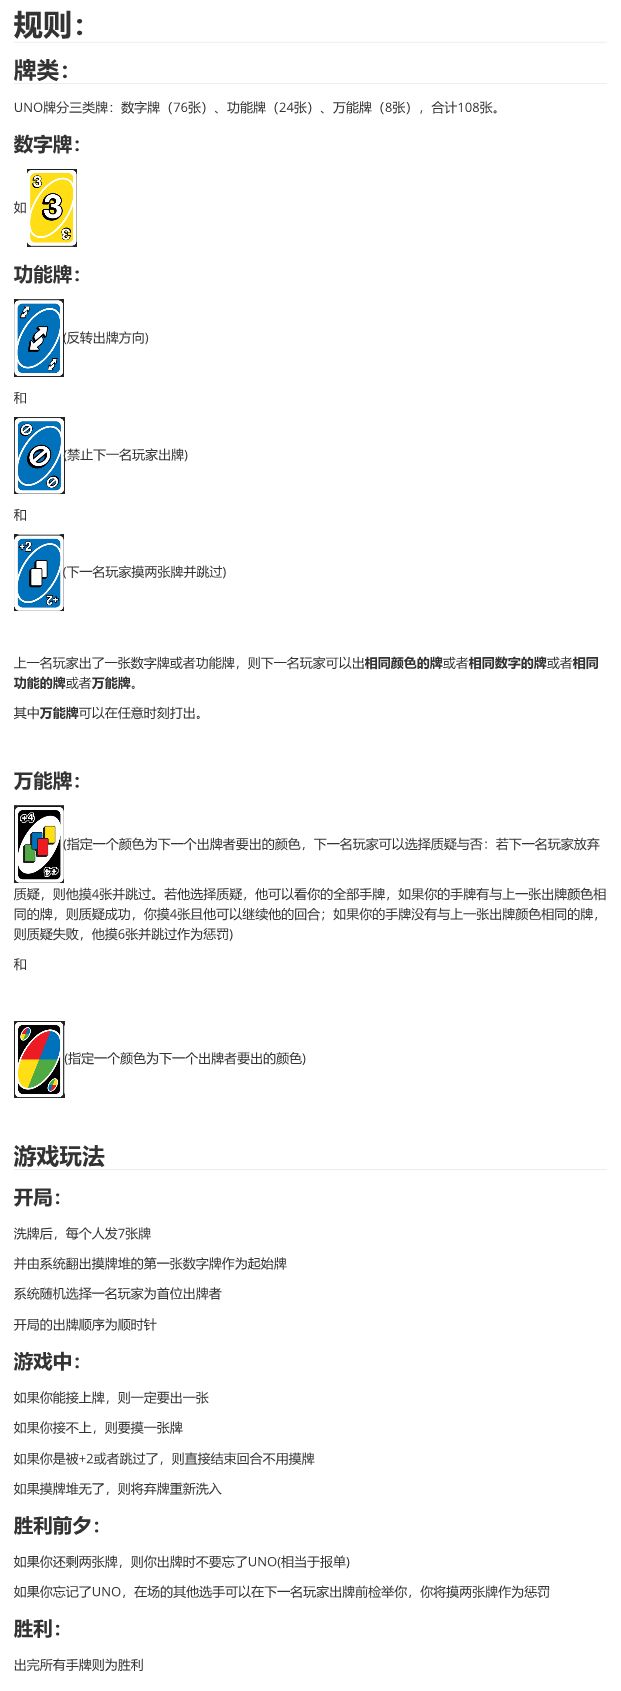 规则：
牌类：
UNO牌分三类牌：数字牌（76张）、功能牌（24张）、万能牌（8张），合计108张。
数字牌：
如
3
3
3
功能牌：
(反转出牌方向)
和
(禁止下一名玩家出牌)
和
+2
+2
(下一名玩家摸两张牌并跳过)
上一名玩家出了一张数字牌或者功能牌，则下一名玩家可以出相同颜色的牌或者相同数字的牌或者相同
功能的牌或者万能牌。
其中万能牌可以在任意时刻打出。
万能牌：
+4
+4
(指定一个颜色为下一个出牌者要出的颜色，下一名玩家可以选择质疑与否：若下一名玩家放弃
质疑，则他摸4张并跳过。若他选择质疑，他可以看你的全部手牌，如果你的手牌有与上一张出牌颜色相
同的牌，则质疑成功，你摸4张且他可以继续他的回合；如果你的手牌没有与上一张出牌颜色相同的牌，
则质疑失败，他摸6张并跳过作为惩罚)
和
(指定一个颜色为下一个出牌者要出的颜色)
游戏玩法
开局：
洗牌后，每个人发7张牌
并由系统翻出摸牌堆的第一张数字牌作为起始牌
系统随机选择一名玩家为首位出牌者
开局的出牌顺序为顺时针
游戏中：
如果你能接上牌，则一定要出一张
如果你接不上，则要摸一张牌
如果你是被+2或者跳过了，则直接结束回合不用摸牌
如果摸牌堆无了，则将弃牌重新洗入
胜利前夕：
如果你还剩两张牌，则你出牌时不要忘了UNO(相当于报单)
如果你忘记了UNO，在场的其他选手可以在下一名玩家出牌前检举你，你将摸两张牌作为惩罚
胜利：
出完所有手牌则为胜利